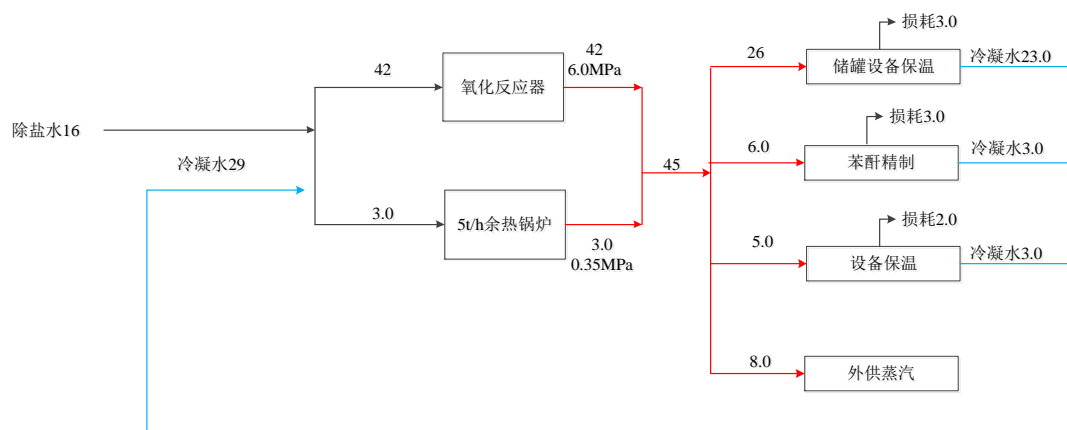 损耗3.0
26
储罐设备保温
冷凝水23.0
42
氧化反应器
42
6.0MPa
除盐水16
损耗3.0
6.0
苯酐精制
冷凝水3.0
冷凝水29
45
3.0
5t/h余热锅炉
3.0
0.35MPa
损耗2.0
5.0
设备保温
冷凝水3.0
8.0
外供蒸汽